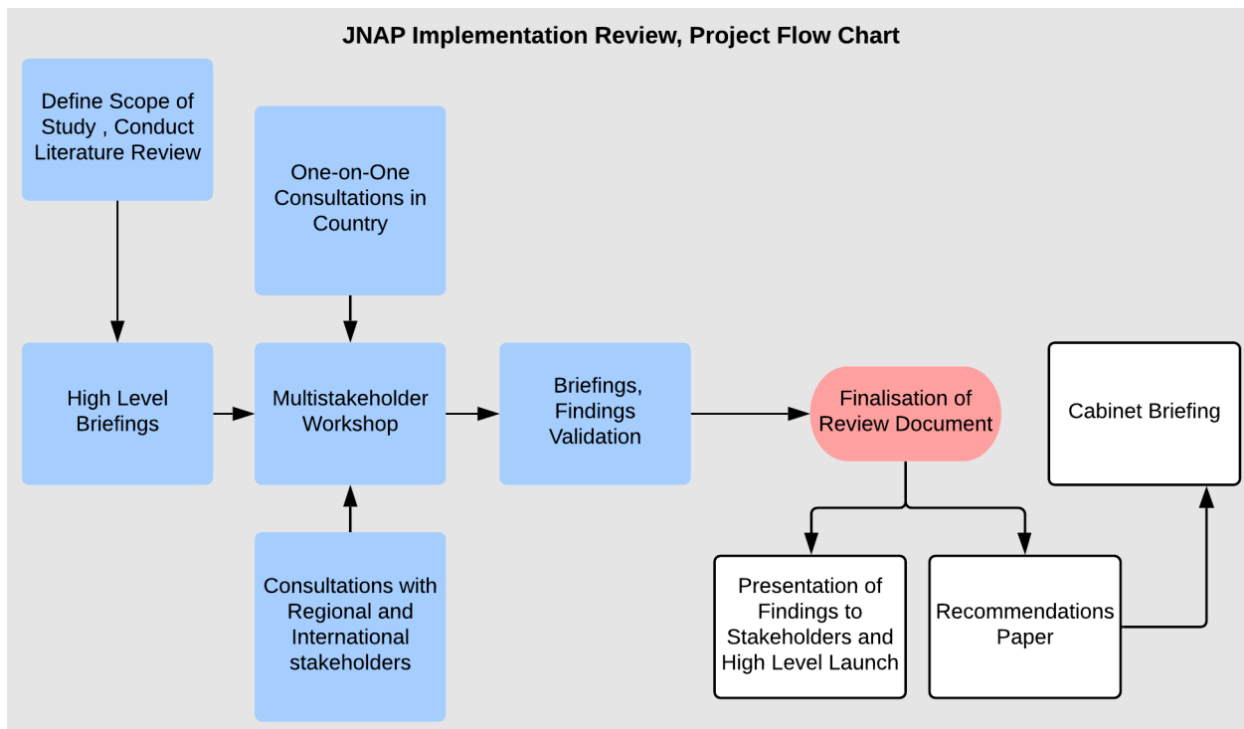 JNAP Implementation Review, Project Flow Chart
Define Scope of
Study , Conduct
Literature Review
One-on-One
Consultations in
Country
High Level
Briefings
Multistakeholder
Workshop
Briefings,
Findings
Validation
Finalisation of
Review Document
Cabinet Briefing
Consultations with
Regional and
International
stakeholders
Presentation of
Findings to
Stakeholders and
High Level Launch
Recommendations
Paper